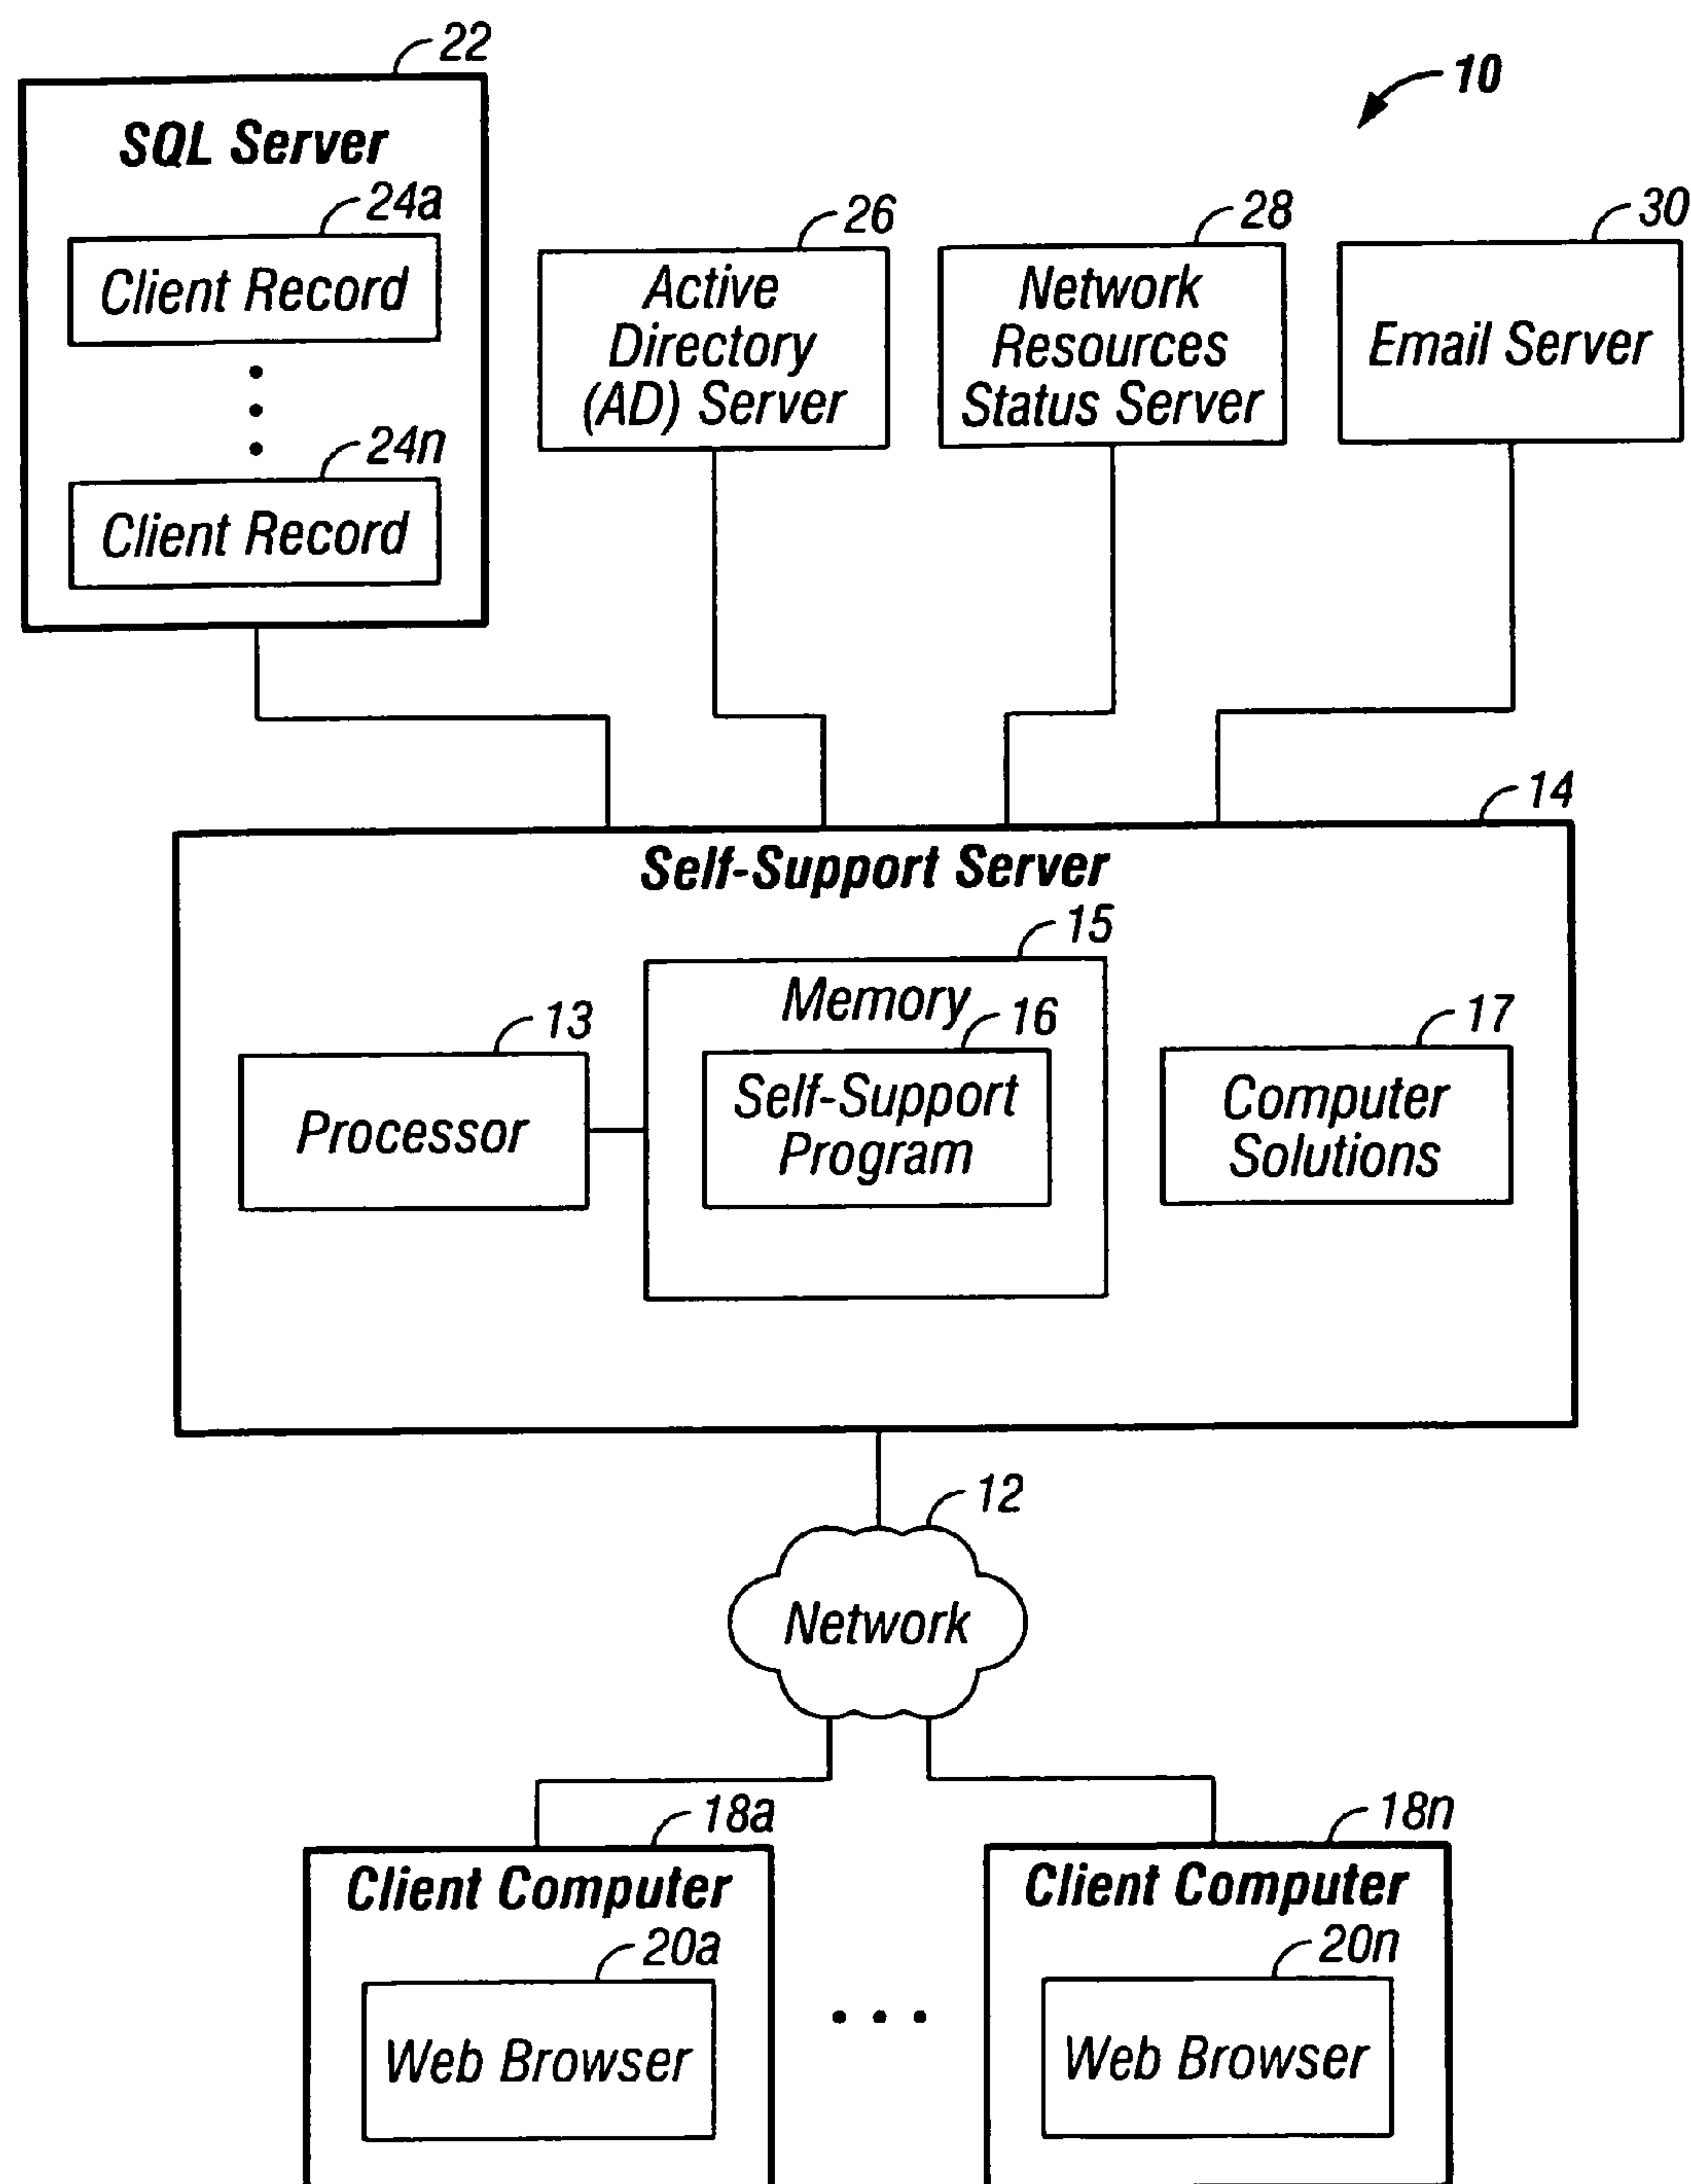 22
10
SQL Server
24a
Client Record
24n
Client Record
26
Active
Directory
(AD) Server
28
Network
Resources
Status Server
30
Email Server
14
Self-Support Server
15
Memory
13
Processor
16
Self-Support
Program
17
Computer
Solutions
12
Network
18a
Client Computer
20a
Web Browser
18n
Client Computer
20n
Web Browser